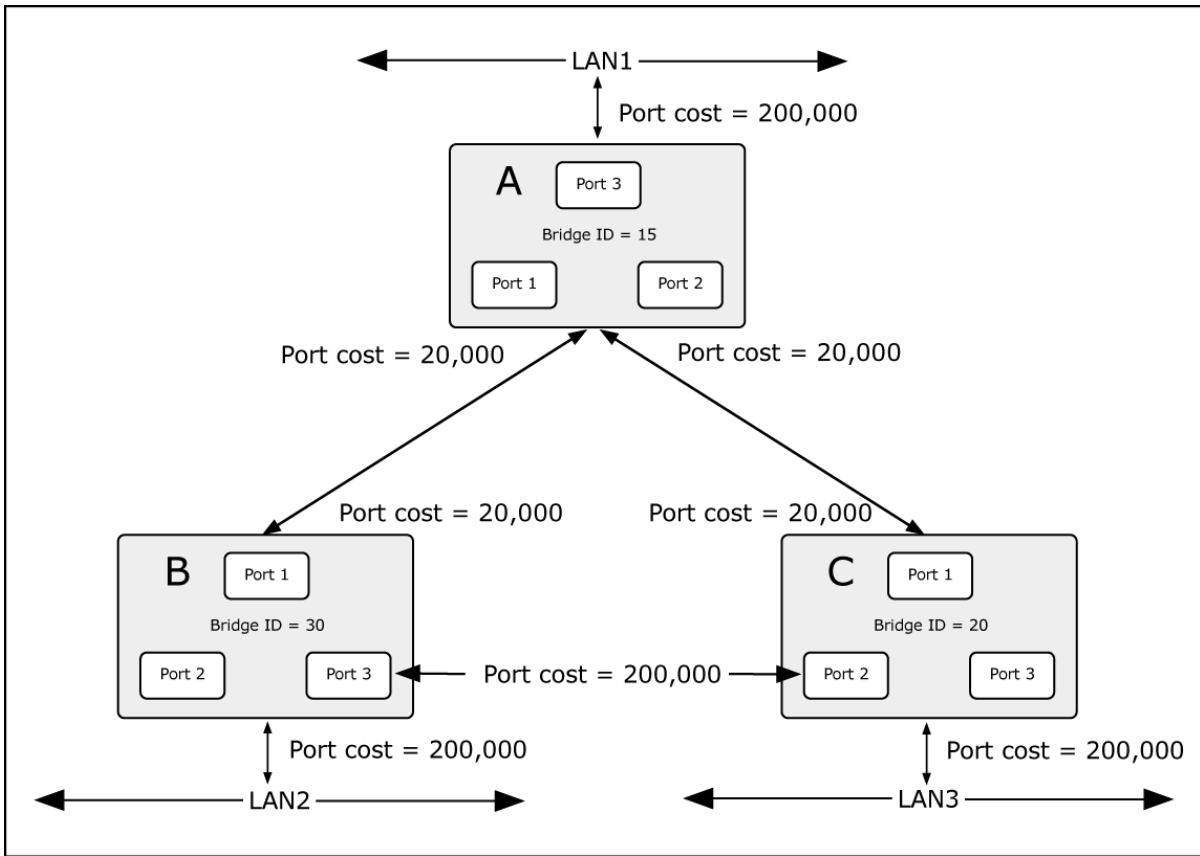 LAN1
Port cost = 200,000
A
Port 3
Bridge ID = 15
Port 1
Port 2
Port cost = 20,000
Port cost = 20,000
Port cost = 20,000
Port cost = 20,000
B
Port 1
Bridge ID = 30
Port 2
Port 3
C
Port 1
Bridge ID = 20
Port 2
Port 3
Port cost = 200,000
Port cost = 200,000
Port cost = 200,000
LAN2
LAN3